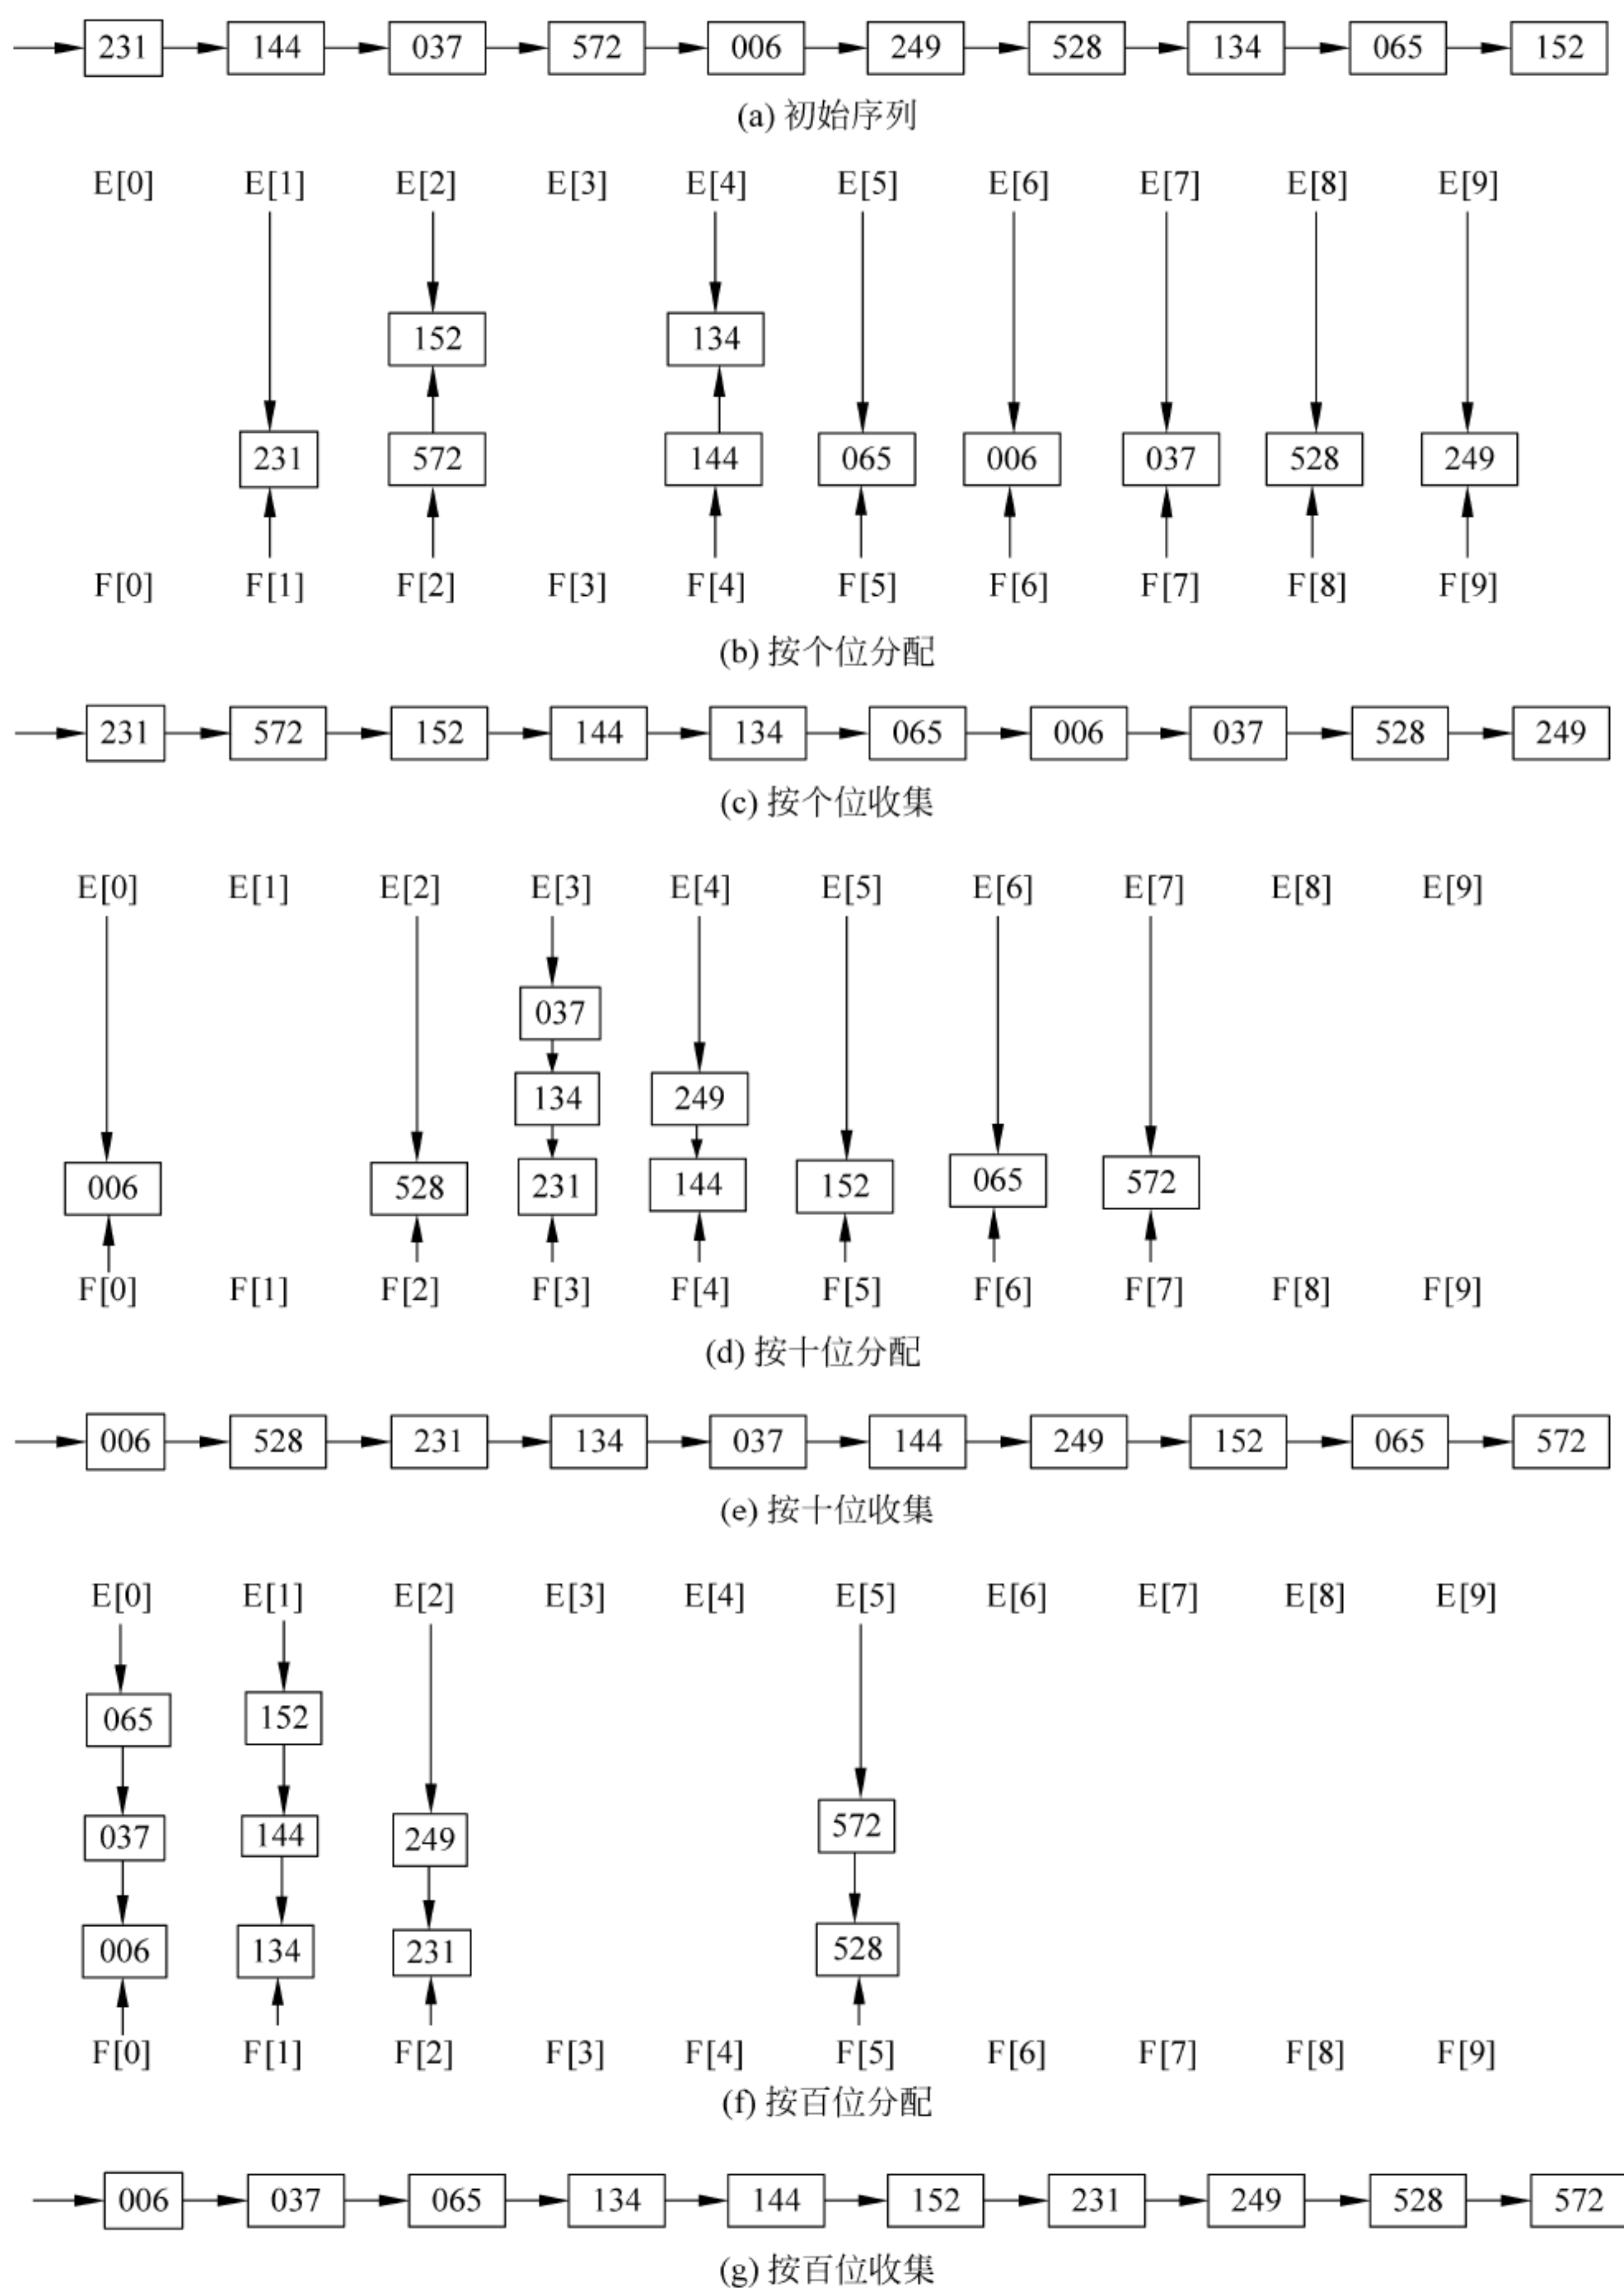 231 144 037 572 006 249 528 134 065 152
(a) 初始序列
E[0] E[1] E[2] E[3] E[4] E[5] E[6] E[7] E[8] E[9]
152 134
231 572 144 065 006 037 528 249
F[0] F[1] F[2] F[3] F[4] F[5] F[6] F[7] F[8] F[9]
(b) 按个位分配
231 572 152 144 134 065 006 037 528 249
(c) 按个位收集
E[0] E[1] E[2] E[3] E[4] E[5] E[6] E[7] E[8] E[9]
037
134 249
006 528 231 144 152 065 572
F[0] F[1] F[2] F[3] F[4] F[5] F[6] F[7] F[8] F[9]
(d) 按十位分配
006 528 231 134 037 144 249 152 065 572
(e) 按十位收集
E[0] E[1] E[2] E[3] E[4] E[5] E[6] E[7] E[8] E[9]
065 152
037 144 249 572
006 134 231 528
F[0] F[1] F[2] F[3] F[4] F[5] F[6] F[7] F[8] F[9]
(f) 按百位分配
006 037 065 134 144 152 231 249 528 572
(g) 按百位收集